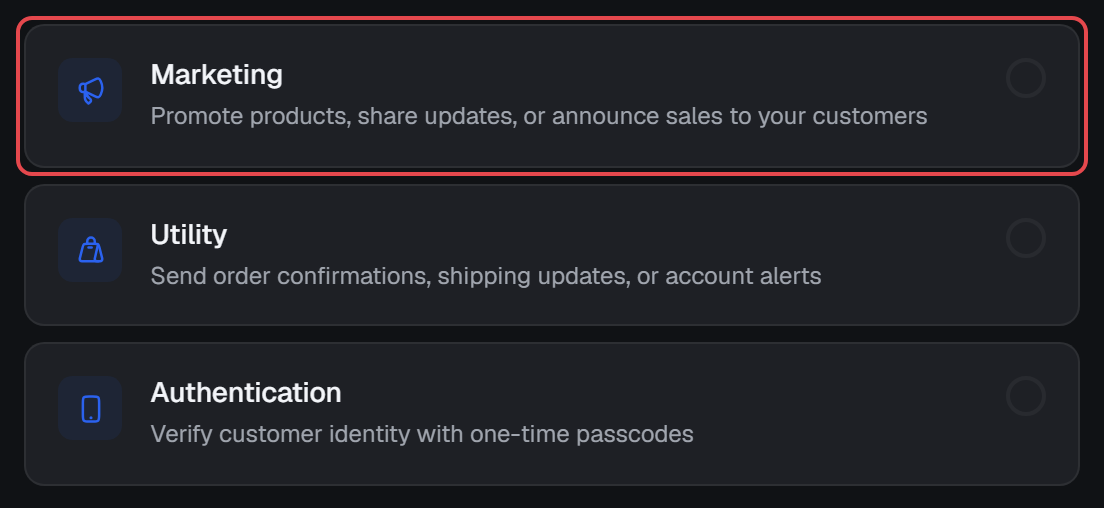 Marketing
Promote products, share updates, or announce sales to your customers
Utility
Send order confirmations, shipping updates, or account alerts
Authentication
Verify customer identity with one-time passcodes